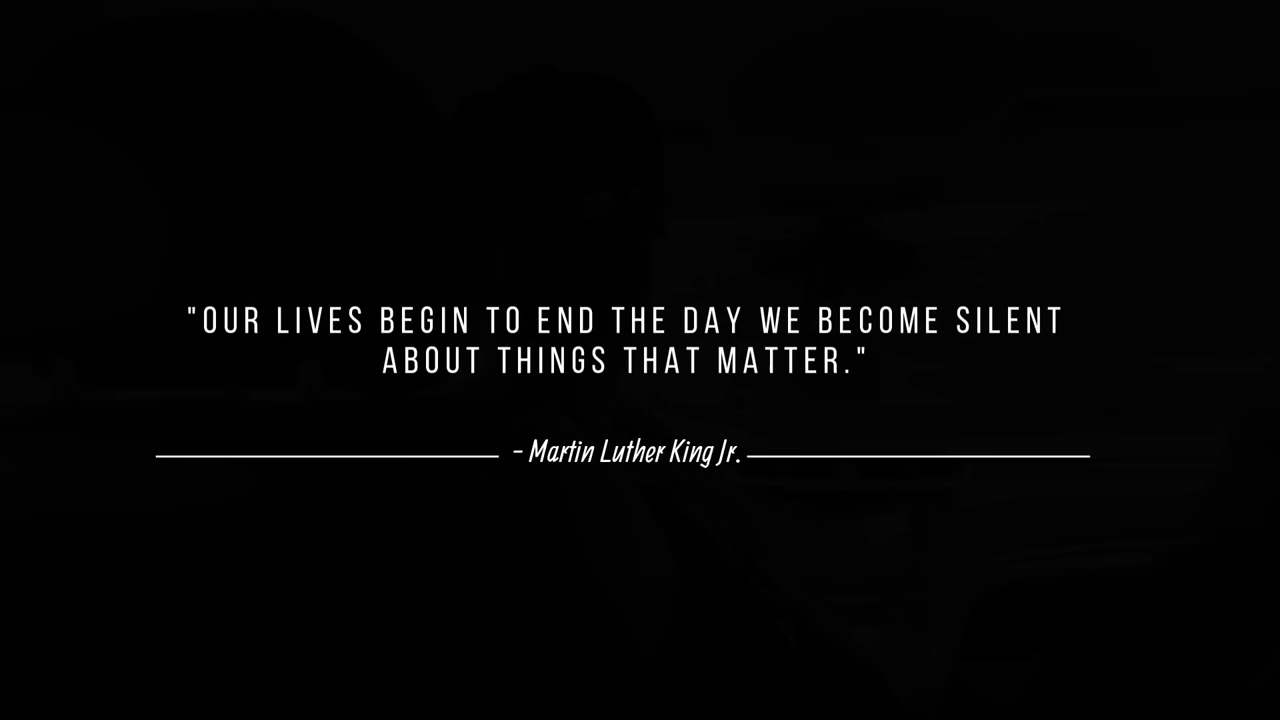 "OUR LIVES BEGIN TO END THE DAY WE BECOME SILENT
ABOUT THINGS THAT MATTER."
- Martin Luther King Jr.